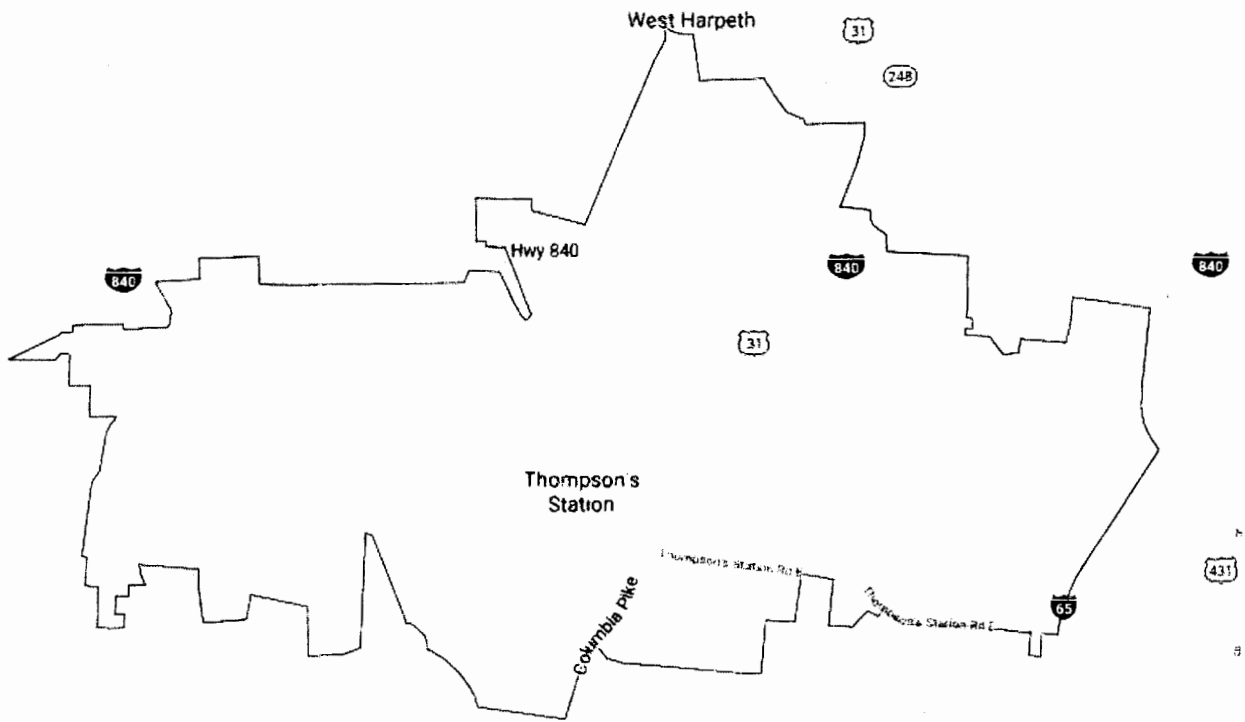 West Harpeth
31
248
Hwy 840
840
840
840
31
Thompson's
Station
Thompson's Station Rd E
431
Columbia Pike
Thompson's Station Rd E
65